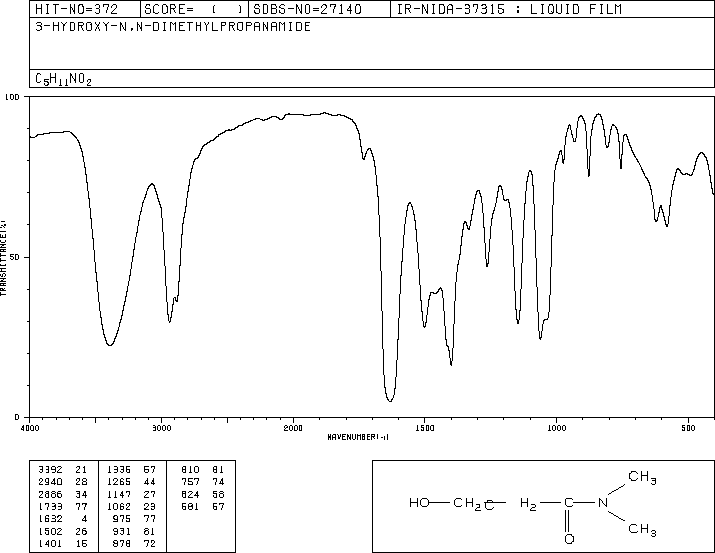 HIT-NO=372 SCORE= ( ) SDBS-NO=27140 IR-NIDA-37315 : LIQUID FILM
3-HYDROXY-N,N-DIMETHYLPROPANAMIDE
C5H11NO2
100
TRANSMITTANCE(%)
50
0
4000 3000 2000 1500 1000 500
WAVENUMBER(-1)
3392 21 1336 57 810 81
2940 28 1265 44 757 74
2886 34 1147 27 624 58
1733 77 1062 23 581 57
1632 4 975 77
1502 26 931 81
1401 15 878 72
CH3
HO CH2C H2 C N
CH3
O